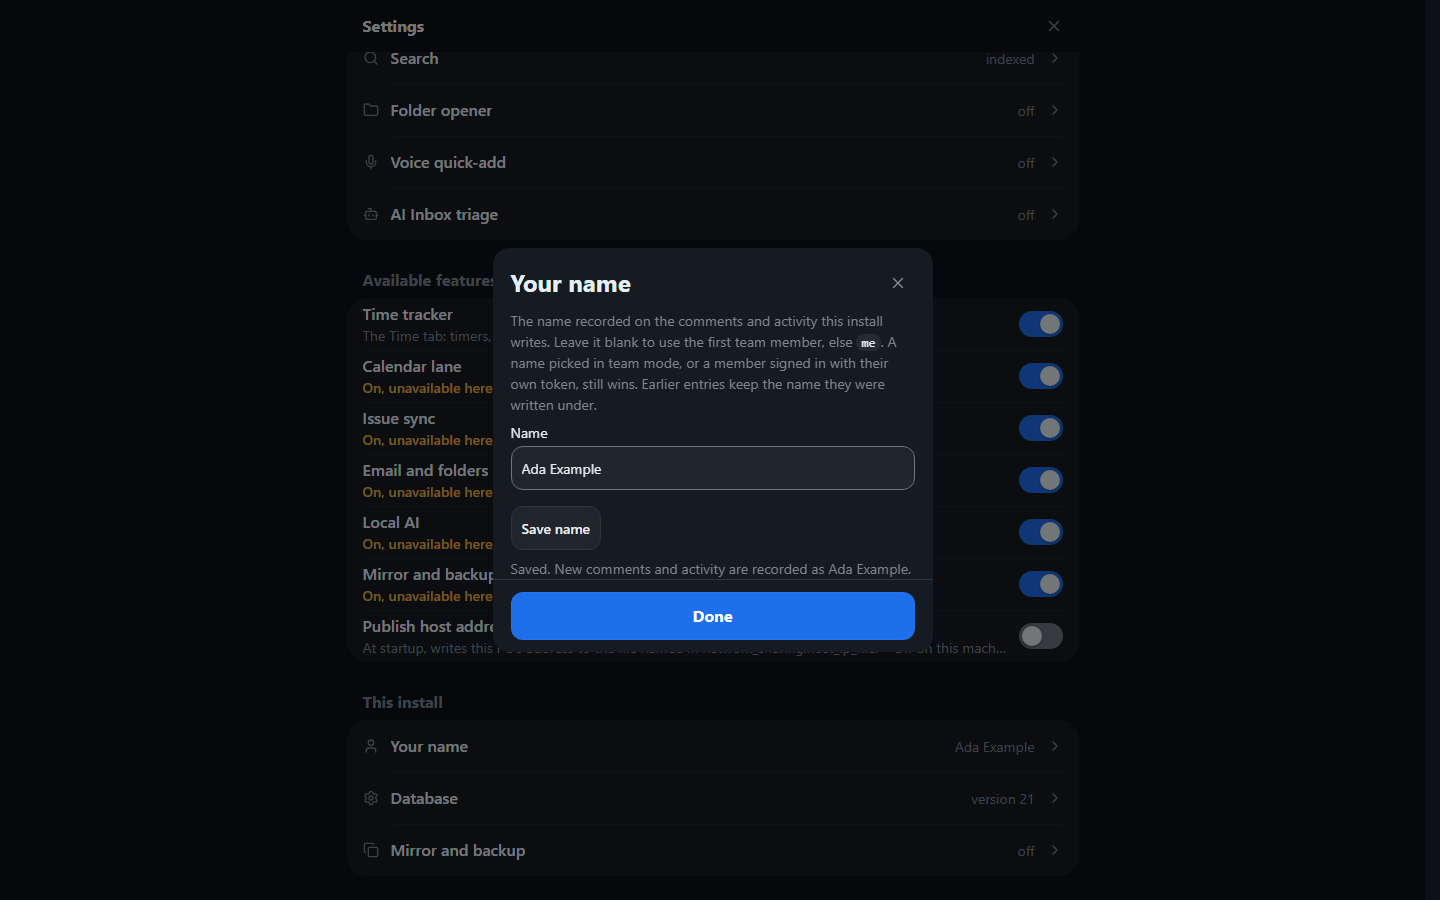 Settings
Search
indexed
Folder opener
off
Voice quick-add
off
AI Inbox triage
off
Available features
Time tracker
The Time tab: timers,
Calendar lane
On, unavailable here
Issue sync
On, unavailable here
Email and folders
On, unavailable here
Local AI
On, unavailable here
Mirror and backup
On, unavailable here
Publish host addre
At startup, writes this
this mach...
Your name
The name recorded on the comments and activity this install
writes. Leave it blank to use the first team member, else me . A
name picked in team mode, or a member signed in with their
own token, still wins. Earlier entries keep the name they were
written under.
Name
Ada Example
Save name
Saved. New comments and activity are recorded as Ada Example.
Done
This install
Your name
Ada Example
Database
version 21
Mirror and backup
off